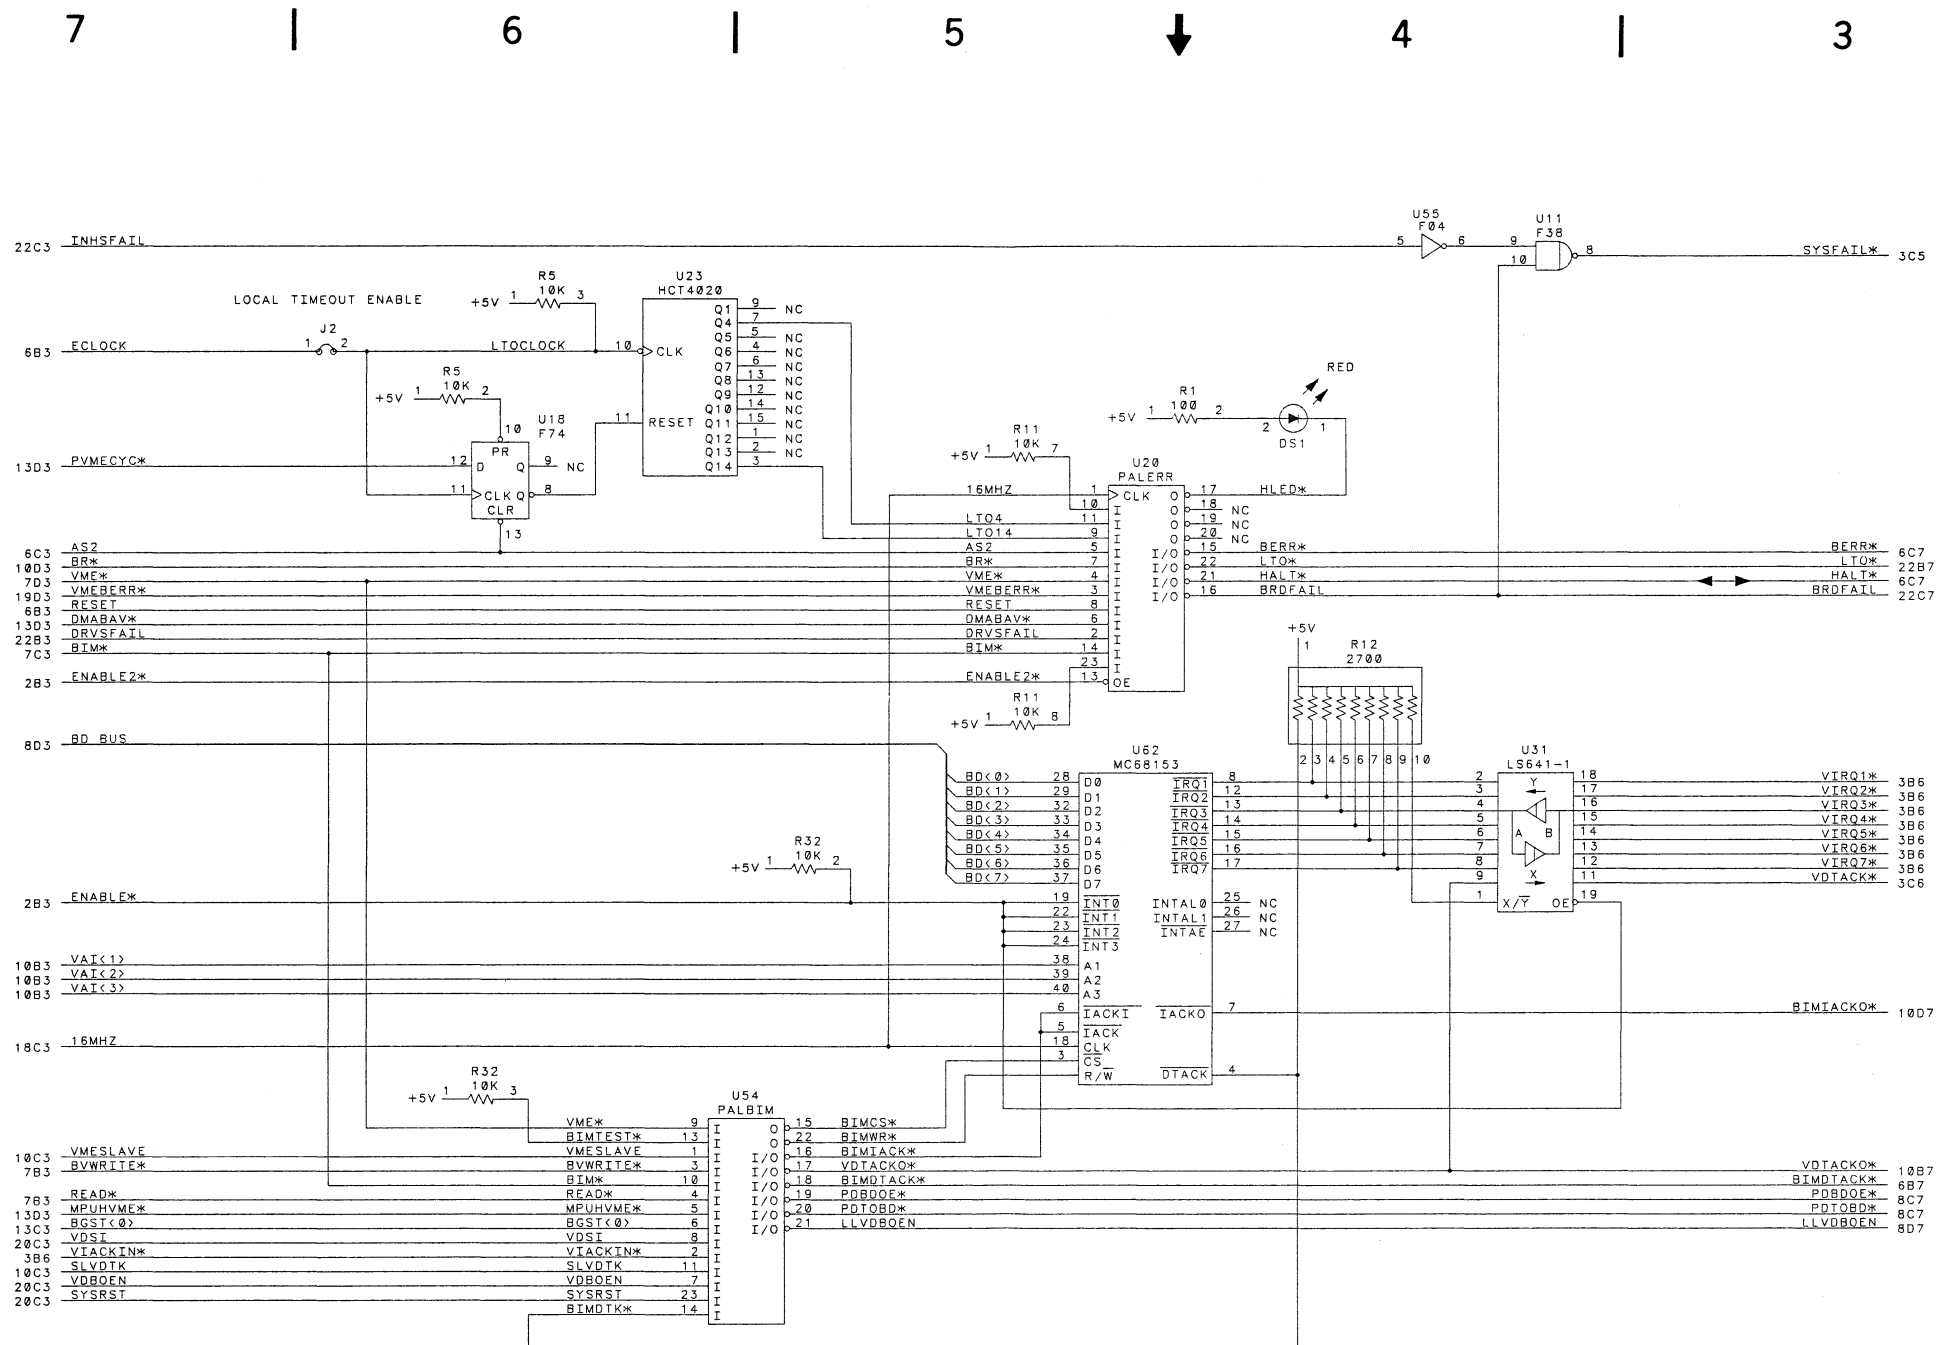 7 | 6 | 5 4 | 3
U55
F04
U11
F38
22C3 INHSFAIL 5 6 9 10 8 SYSFAIL* 3C5
LOCAL TIMEOUT ENABLE
+5V 1 R5 10K 3
U23
HCT4020
J2
6B3 ECLOCK 1 2 LTOCLOCK 10 CLK
11 RESET
Q1 9 NC
Q4 7
Q5 5 NC
Q6 4 NC
Q7 6 NC
Q8 13 NC
Q9 12 NC
Q10 14 NC
Q11 15 NC
Q12 1 NC
Q13 2 NC
Q14 3
+5V 1 R5 10K 2
U18
F74
10 PR
13D3 PVMECYC* 12 D Q 9 NC
11 CLK Q 8
CLR
13
+5V 1 R1 100 2
RED
2 DS1 1
+5V 1 R11 10K 7
U20
PALERR
16MHZ 1 CLK O 17 HLED*
10 I O 18 NC
LTO4 11 I O 19 NC
LTO14 9 I O 20 NC
6C3 AS2 AS2 5 I I/O 15 BERR* BERR* 6C7
10D3 BR* BR* 7 I I/O 22 LTO* LTO* 22B7
7D3 VME* VME* 4 I I/O 21 HALT* HALT* 6C7
19D3 VMEBERR* VMEBERR* 3 I I/O 16 BRDFAIL BRDFAIL 22C7
6B3 RESET RESET 8 I
13D3 DMABAV* DMABAV* 6 I
22B3 DRVSFAIL DRVSFAIL 2 I
7C3 BIM* BIM* 14 I
23 I
2B3 ENABLE2* ENABLE2* 13 OE
+5V 1 R11 10K 8
+5V
1
R12
2700
2 3 4 5 6 7 8 9 10
8D3 BD BUS
U62
MC68153
U31
LS641-1
BD<0> 28 D0 IRQ1 8 2 Y 18 VIRQ1* 3B6
BD<1> 29 D1 IRQ2 12 3 17 VIRQ2* 3B6
BD<2> 32 D2 IRQ3 13 4 16 VIRQ3* 3B6
BD<3> 33 D3 IRQ4 14 5 15 VIRQ4* 3B6
BD<4> 34 D4 IRQ5 15 6 A B 14 VIRQ5* 3B6
BD<5> 35 D5 IRQ6 16 7 13 VIRQ6* 3B6
BD<6> 36 D6 IRQ7 17 8 X 12 VIRQ7* 3B6
BD<7> 37 D7 9 11 VDTACK* 3C6
+5V 1 R32 10K 2
2B3 ENABLE* 19 INT0 INTAL0 25 NC 1 X/Y OE 19
22 INT1 INTAL1 26 NC
23 INT2 INTAE 27 NC
24 INT3
10B3 VAI<1> 38 A1
10B3 VAI<2> 39 A2
10B3 VAI<3> 40 A3
6 IACKI IACKO 7 BIMIACKO* 10D7
5 IACK
18C3 16MHZ 18 CLK
3 CS
R/W DTACK 4
+5V 1 R32 10K 3
U54
PALBIM
VME* 9 I O 15 BIMCS*
BIMTEST* 13 I O 22 BIMWR*
10C3 VMESLAVE VMESLAVE 1 I I/O 16 BIMIACK*
7B3 BVWRITE* BVWRITE* 3 I I/O 17 VDTACKO* VDTACKO* 10B7
BIM* 10 I I/O 18 BIMDTACK* BIMDTACK* 6B7
7B3 READ* READ* 4 I I/O 19 PDBDOE* PDBDOE* 8C7
13D3 MPUHVME* MPUHVME* 5 I I/O 20 PDTOBD* PDTOBD* 8C7
13C3 BGST<0> BGST<0> 6 I I/O 21 LLVDBOEN LLVDBOEN 8D7
20C3 VDSI VDSI 8 I
3B6 VIACKIN* VIACKIN* 2 I
10C3 SLVDTK SLVDTK 11 I
20C3 VDBOEN VDBOEN 7 I
20C3 SYSRST SYSRST 23 I
BIMDTK* 14 I